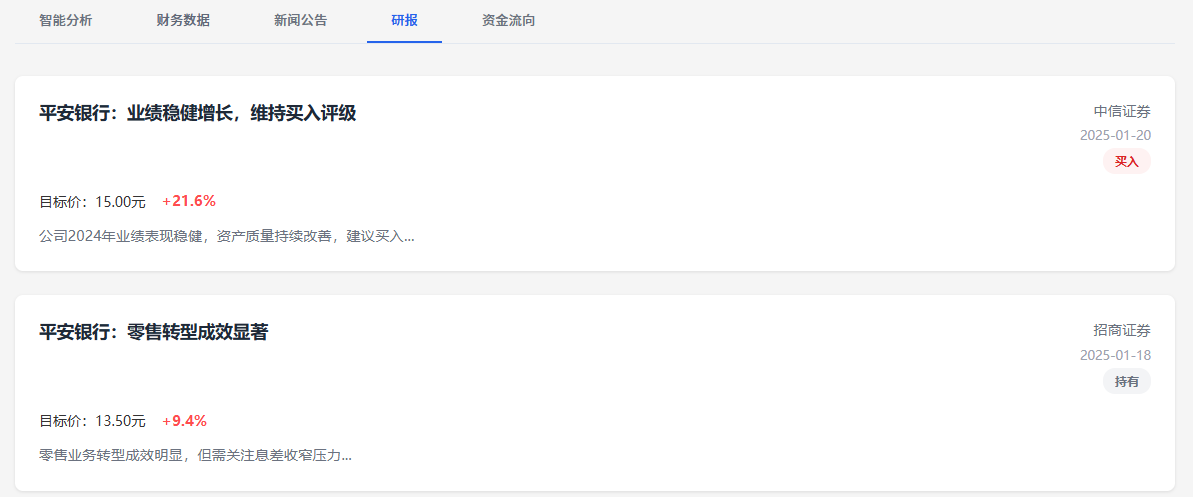 智能分析 财务数据 新闻公告 研报 资金流向
平安银行：业绩稳健增长，维持买入评级
中信证券
2025-01-20
买入
目标价：15.00元 +21.6%
公司2024年业绩表现稳健，资产质量持续改善，建议买入...
平安银行：零售转型成效显著
招商证券
2025-01-18
持有
目标价：13.50元 +9.4%
零售业务转型成效明显，但需关注息差收窄压力...